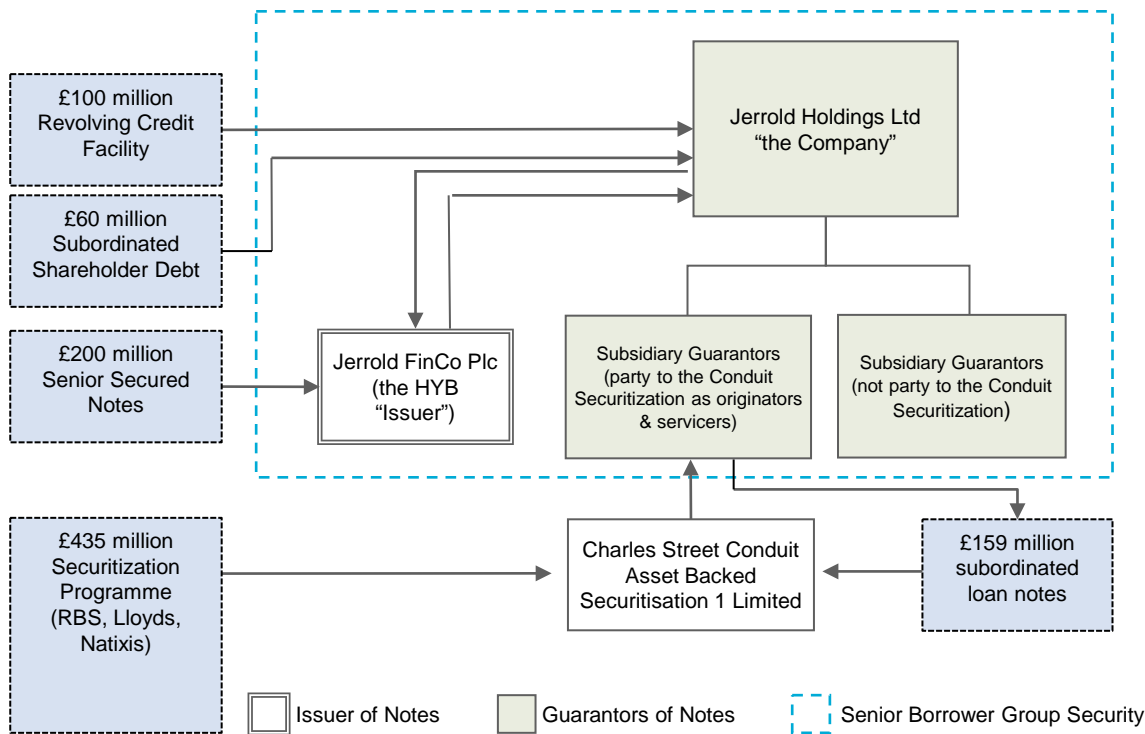 £100 million
Revolving Credit
Facility
Jerrold Holdings Ltd
“the Company”
£60 million
Subordinated
Shareholder Debt
£200 million
Senior Secured
Notes
Jerrold FinCo Plc
(the HYB
“Issuer”)
Subsidiary Guarantors
(party to the Conduit
Securitization as originators
& servicers)
Subsidiary Guarantors
(not party to the Conduit
Securitization)
£435 million
Securitization
Programme
(RBS, Lloyds,
Natixis)
Charles Street Conduit
Asset Backed
Securitisation 1 Limited
£159 million
subordinated
loan notes
Issuer of Notes
Guarantors of Notes
Senior Borrower Group Security